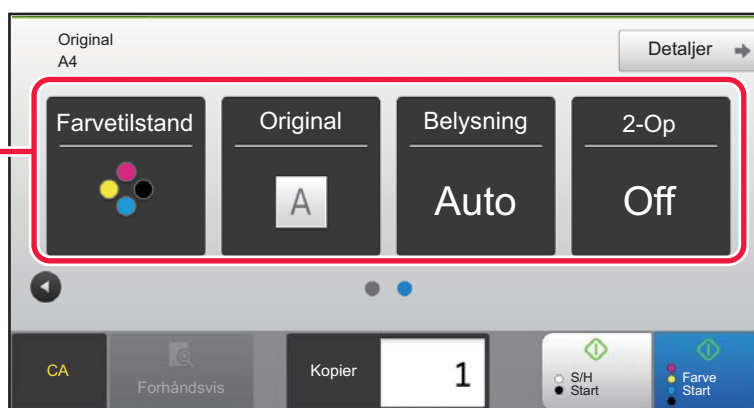 Original
A4
Detaljer
Farvetilstand
Original
Belysning
2-Op
A
Auto
Off
CA
Forhåndsvis
Kopier
1
S/H
Start
Farve
Start